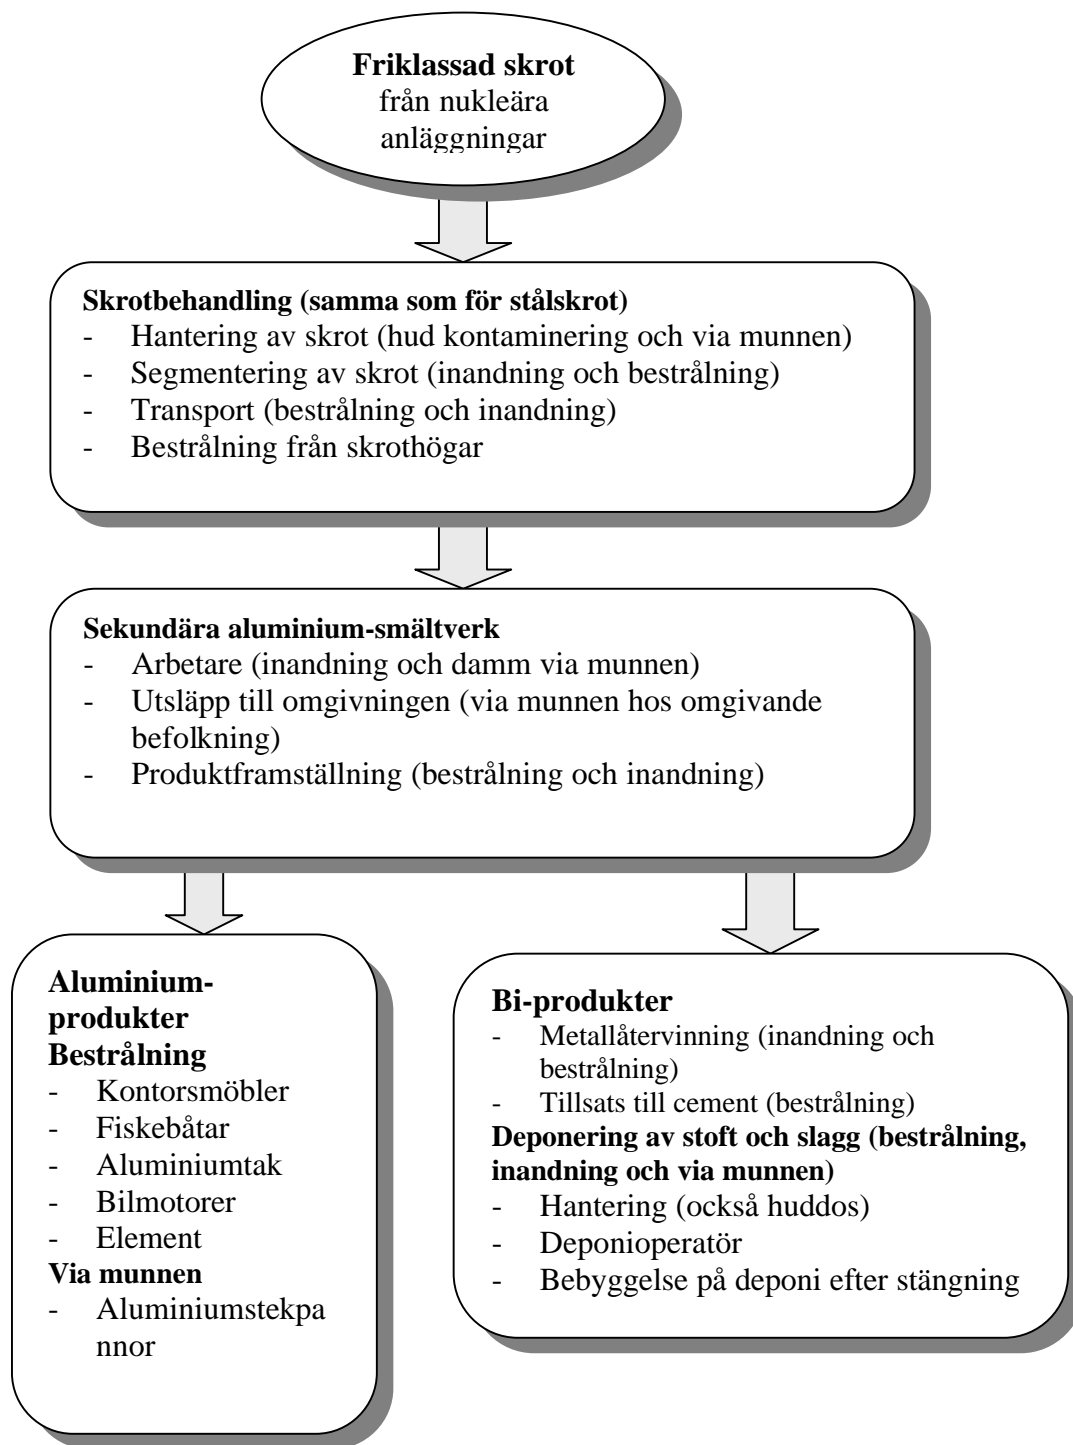 Friklassad skrot
från nukleära
anläggningar
Skrotbehandling (samma som för stålskrot)
- Hantering av skrot (hud kontaminering och via munnen)
- Segmentering av skrot (inandning och bestrålning)
- Transport (bestrålning och inandning)
- Bestrålning från skrothögar
Sekundära aluminium-smältverk
- Arbetare (inandning och damm via munnen)
- Utsläpp till omgivningen (via munnen hos omgivande
befolkning)
- Produktframställning (bestrålning och inandning)
Aluminium-
produkter
Bestrålning
- Kontorsmöbler
- Fiskebåtar
- Aluminiumtak
- Bilmotorer
- Element
Via munnen
- Aluminiumstekpa
nnor
Bi-produkter
- Metallåtervinning (inandning och
bestrålning)
- Tillsats till cement (bestrålning)
Deponering av stoft och slagg (bestrålning,
inandning och via munnen)
- Hantering (också huddos)
- Deponioperatör
- Bebyggelse på deponi efter stängning